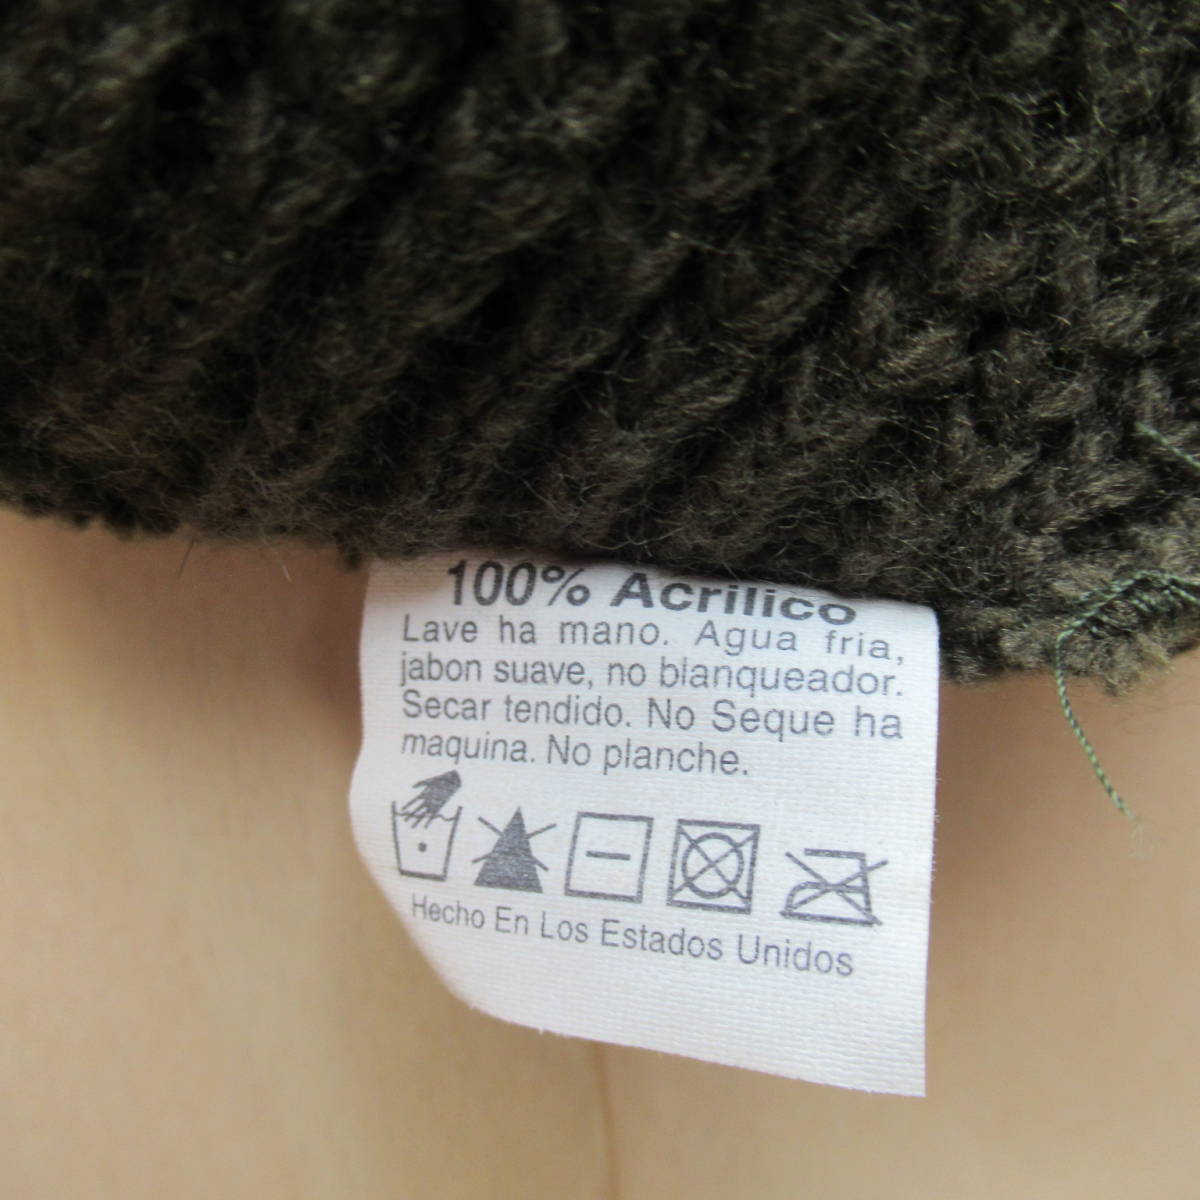 100% Acrilico
Lave ha mano. Agua fria,
jabon suave, no blanqueador.
Secar tendido. No Seque ha
maquina. No planche.
Hecho En Los Estados Unidos